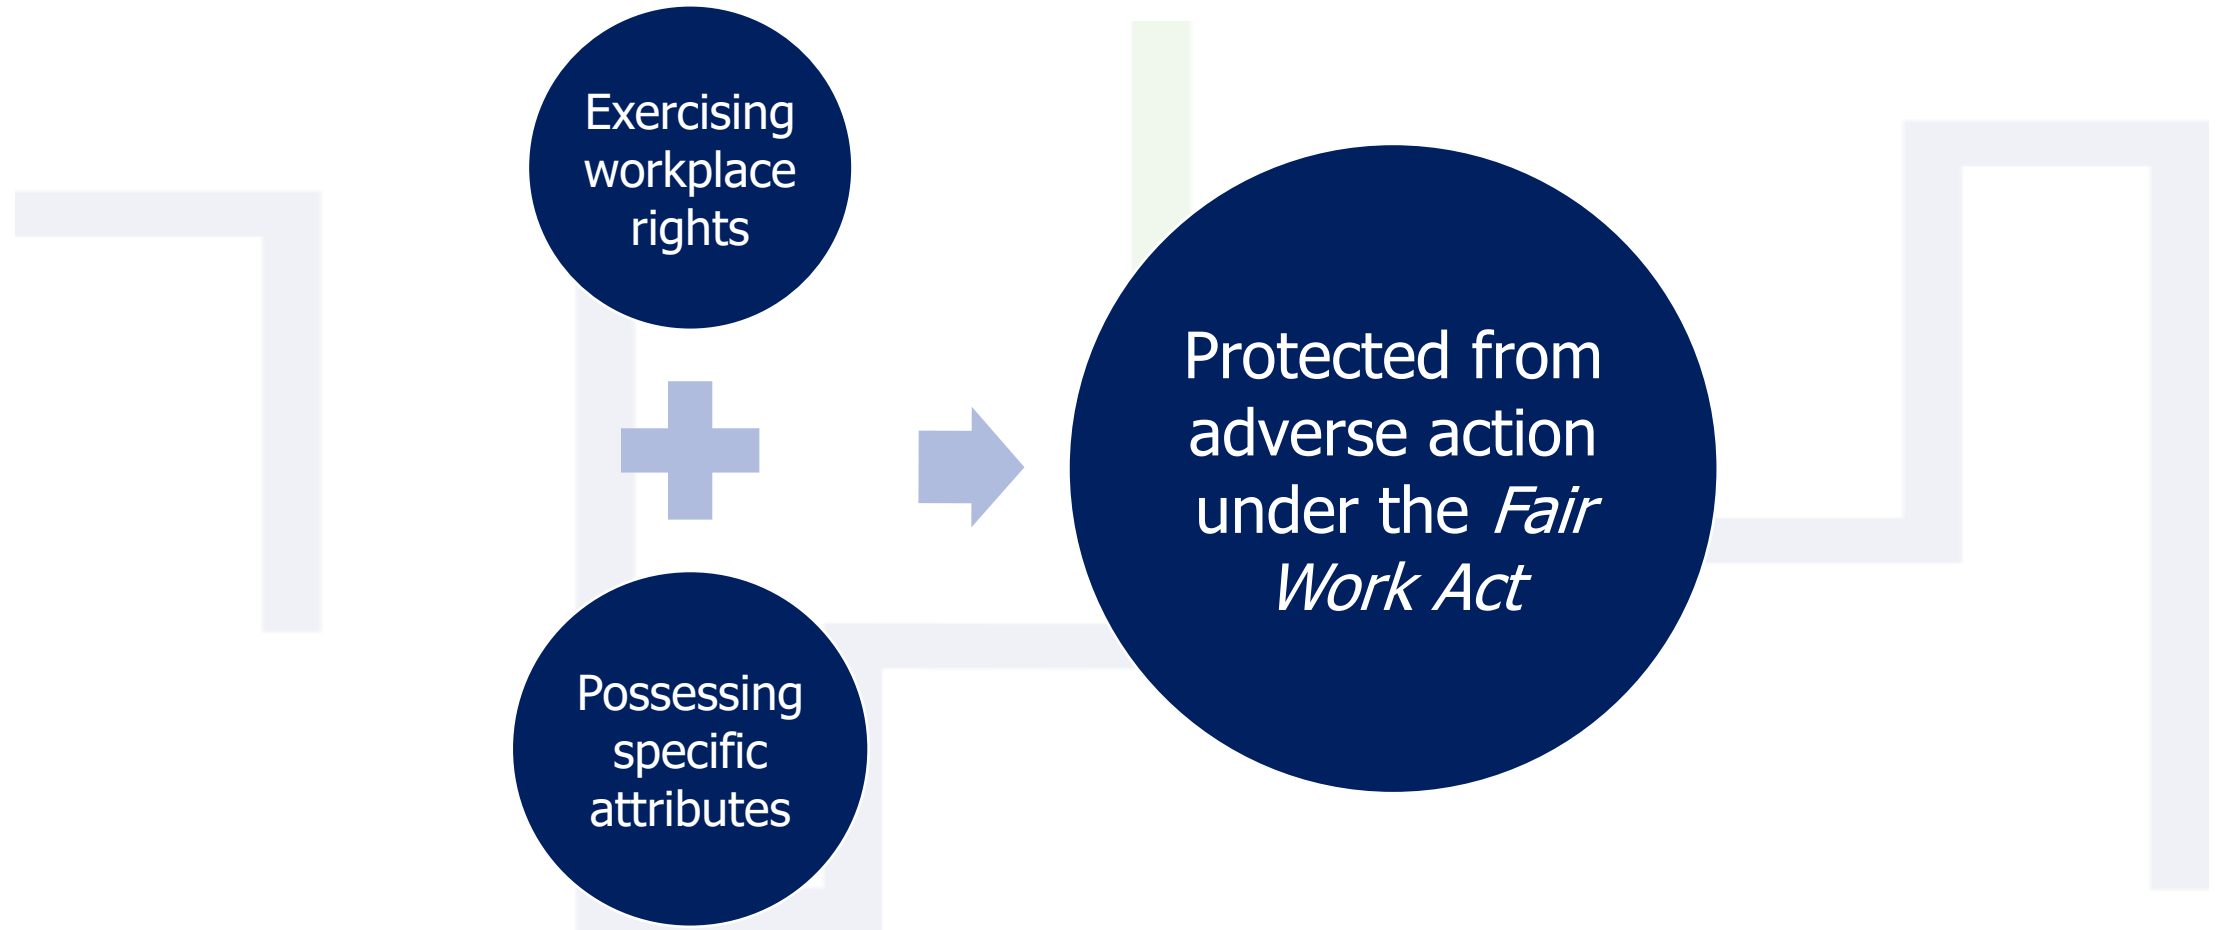 Exercising
workplace
rights
Possessing
specific
attributes
Protected from
adverse action
under the Fair
Work Act